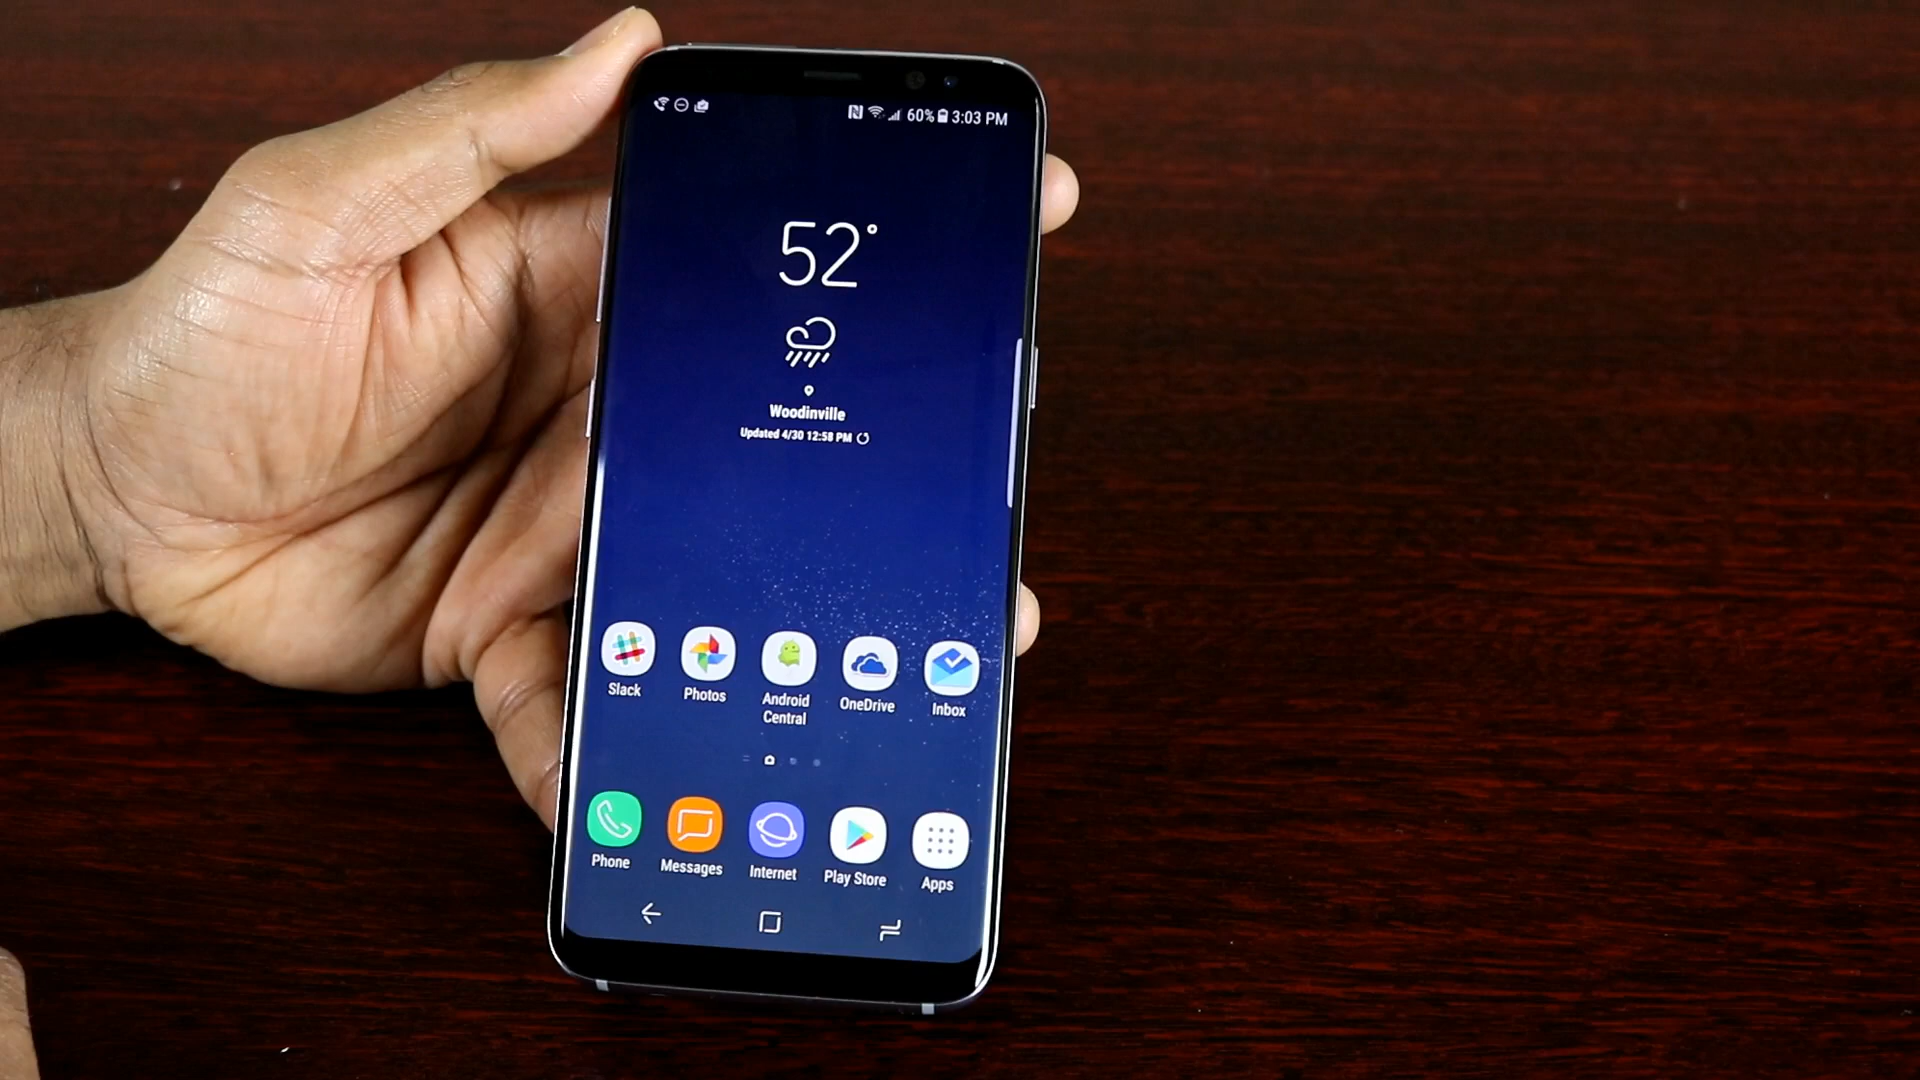 60% 3:03 PM
52°
Woodinville
Updated 4/30 12:58 PM
Slack
Photos
Android
Central
OneDrive
Inbox
Phone
Messages
Internet
Play Store
Apps